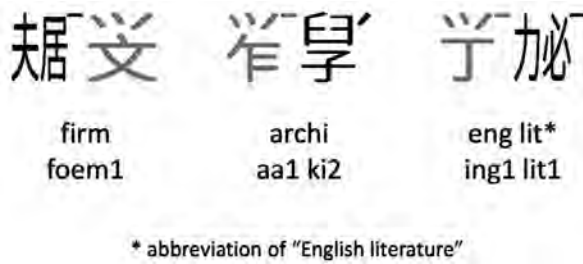 firm archi eng lit*
foem1 aa1 ki2 ing1 lit1
* abbreviation of “English literature”